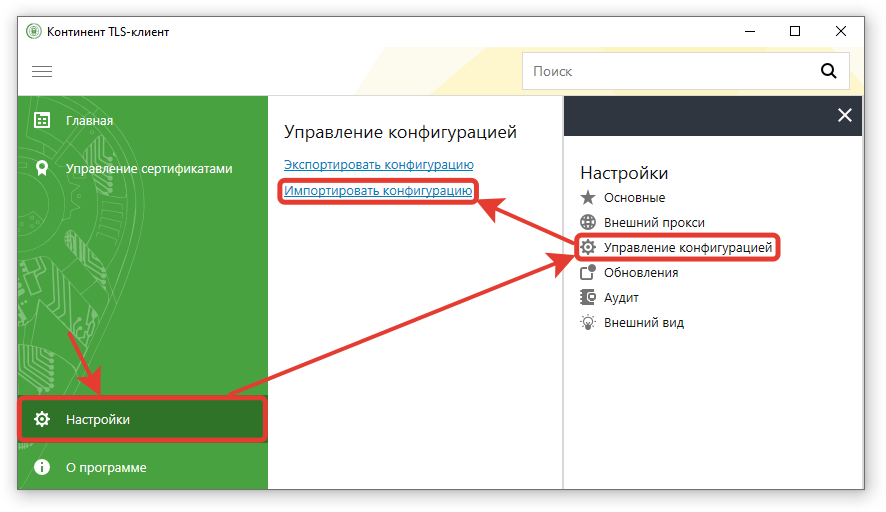 Континент TLS-клиент
Поиск
Главная
Управление сертификатами
Настройки
О программе
Управление конфигурацией
Экспортировать конфигурацию
Импортировать конфигурацию
Настройки
Основные
Внешний прокси
Управление конфигурацией
Обновления
Аудит
Внешний вид